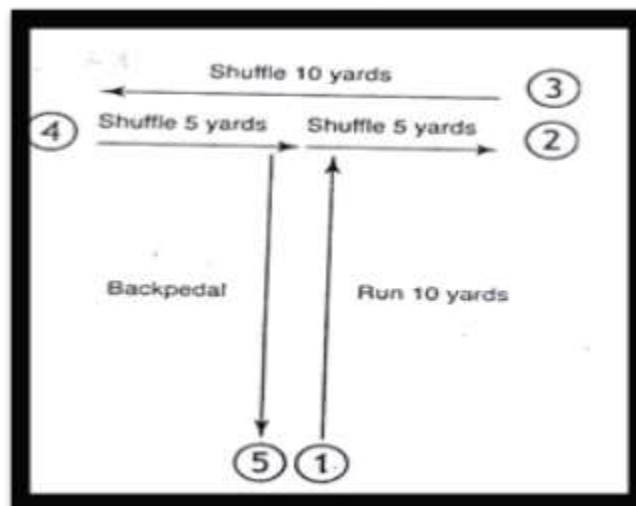 Shuffle 10 yards
3
4
Shuffle 5 yards
Shuffle 5 yards
2
Backpedal
Run 10 yards
5
1